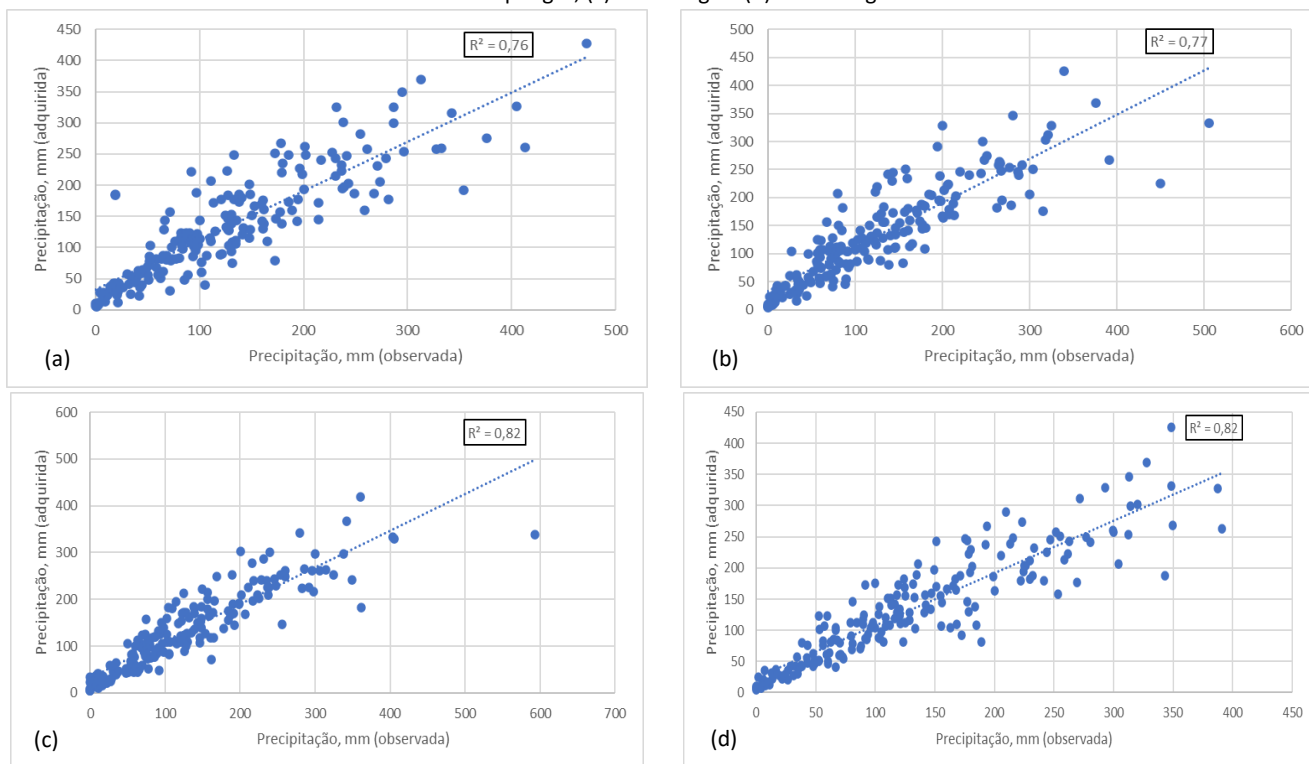 450
400
350
300
250
200
150
100
50
0
Precipitação, mm (adquirida)
R² = 0,76
0 100 200 300 400 500
Precipitação, mm (observada)
(a)
500
450
400
350
300
250
200
150
100
50
0
Precipitação, mm (adquirida)
R² = 0,77
0 100 200 300 400 500 600
Precipitação, mm (observada)
(b)
600
500
400
300
200
100
0
Precipitação, mm (adquirida)
R² = 0,82
0 100 200 300 400 500 600 700
Precipitação, mm (observada)
(c)
450
400
350
300
250
200
150
100
50
0
Precipitação, mm (adquirida)
R² = 0,82
0 50 100 150 200 250 300 350 400 450
Precipitação, mm (observada)
(d)